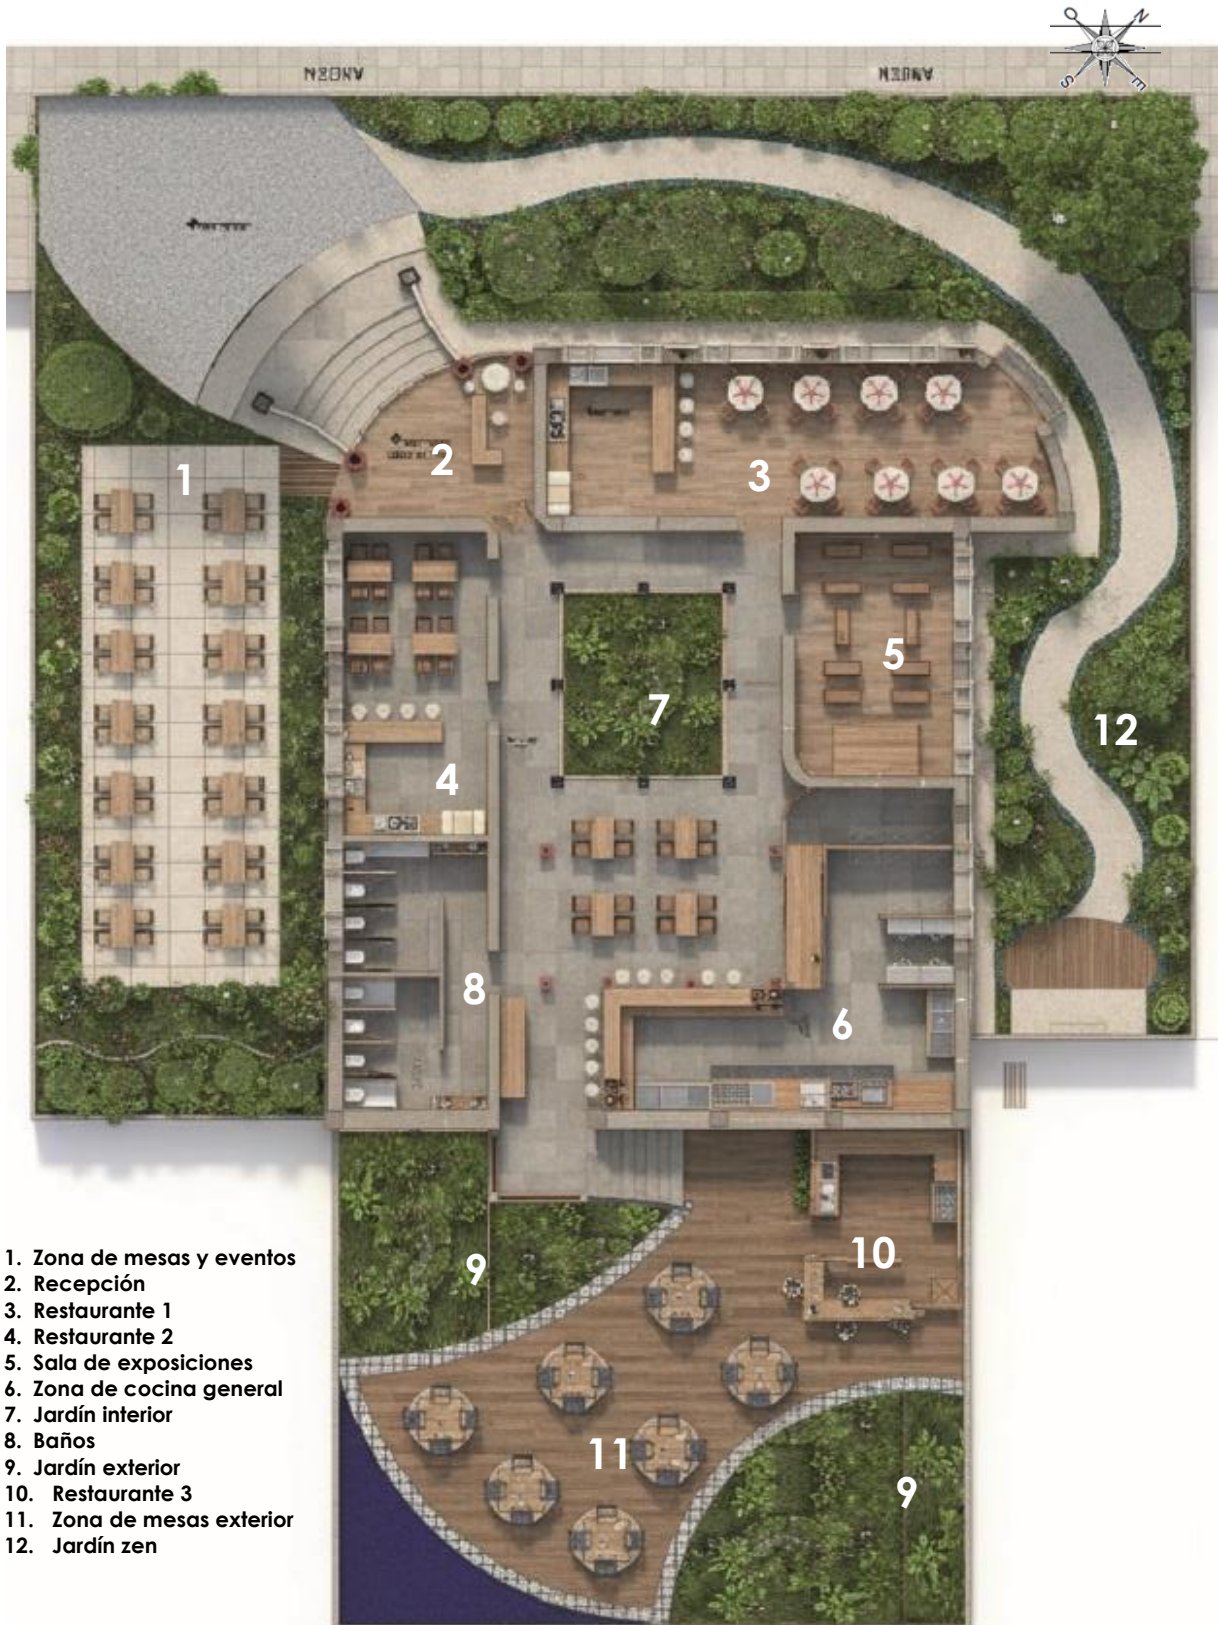 O N
S E
ANDEN
ANDEN
1
2
3
4
5
6
7
8
9
9
10
11
12
1. Zona de mesas y eventos
2. Recepción
3. Restaurante 1
4. Restaurante 2
5. Sala de exposiciones
6. Zona de cocina general
7. Jardín interior
8. Baños
9. Jardín exterior
10. Restaurante 3
11. Zona de mesas exterior
12. Jardín zen